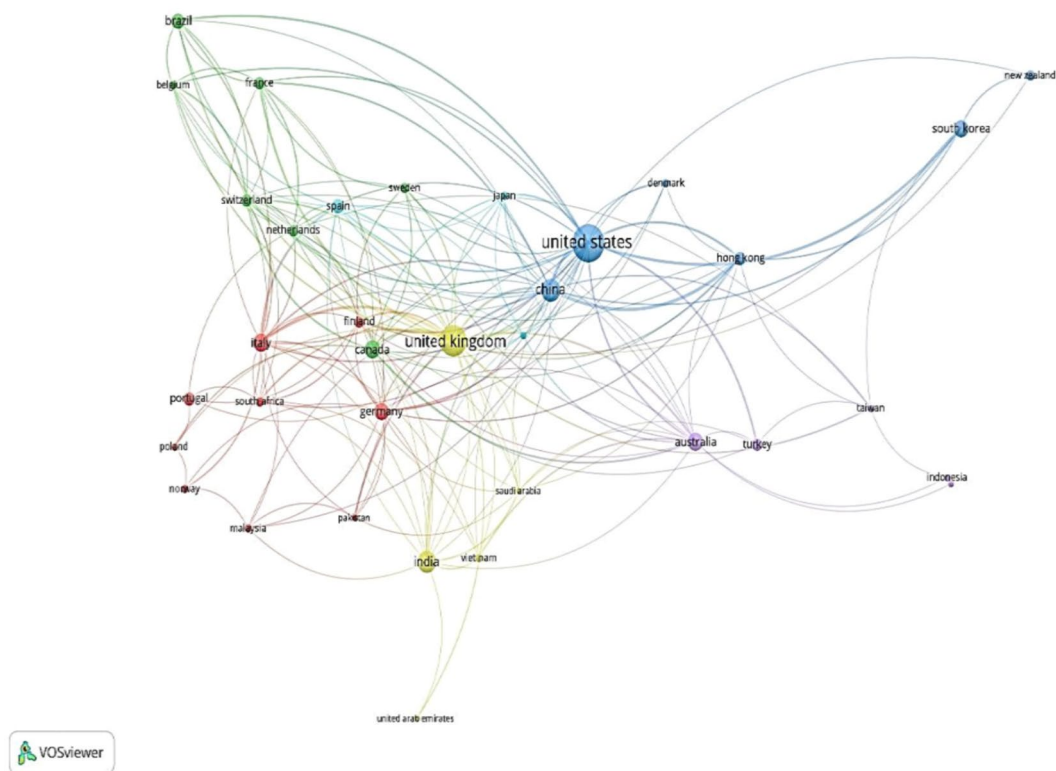 brazil
new zealand
belgium
france
south korea
denmark
sweden
japan
switzerland
spain
netherlands
united states
hong kong
china
finland
united kingdom
italy
canada
portugal
south africa
germany
taiwan
poland
australia
turkey
indonesia
norway
saudi arabia
malaysia
pakistan
india
vietnam
united arab emirates
VOSviewer